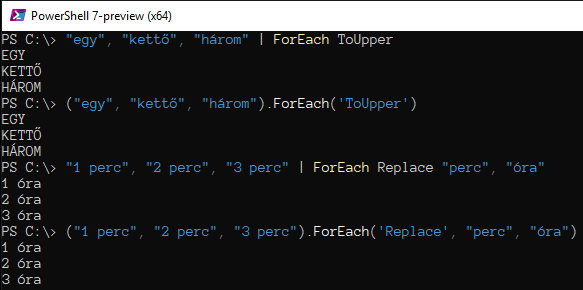 PowerShell 7-preview (x64)
PS C:\> "egy", "kettő", "három" | ForEach ToUpper
EGY
KETTŐ
HÁROM
PS C:\> ("egy", "kettő", "három").ForEach('ToUpper')
EGY
KETTŐ
HÁROM
PS C:\> "1 perc", "2 perc", "3 perc" | ForEach Replace "perc", "óra"
1 óra
2 óra
3 óra
PS C:\> ("1 perc", "2 perc", "3 perc").ForEach('Replace', "perc", "óra")
1 óra
2 óra
3 óra